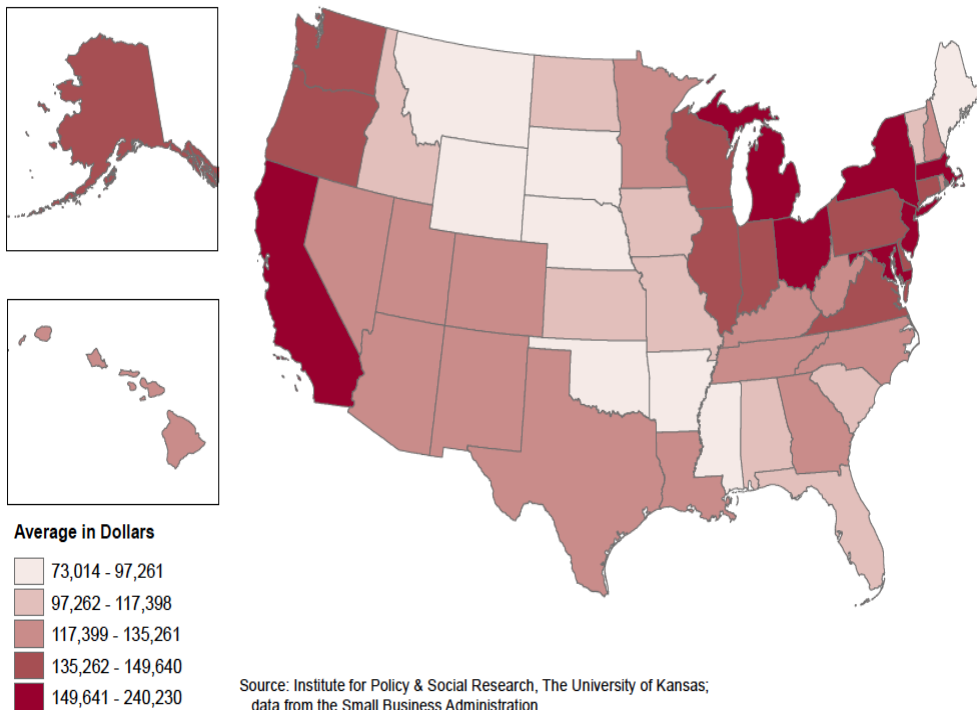 Average in Dollars
73,014 - 97,261
97,262 - 117,398
117,399 - 135,261
135,262 - 149,640
149,641 - 240,230
Source: Institute for Policy & Social Research, The University of Kansas;
data from the Small Business Administration